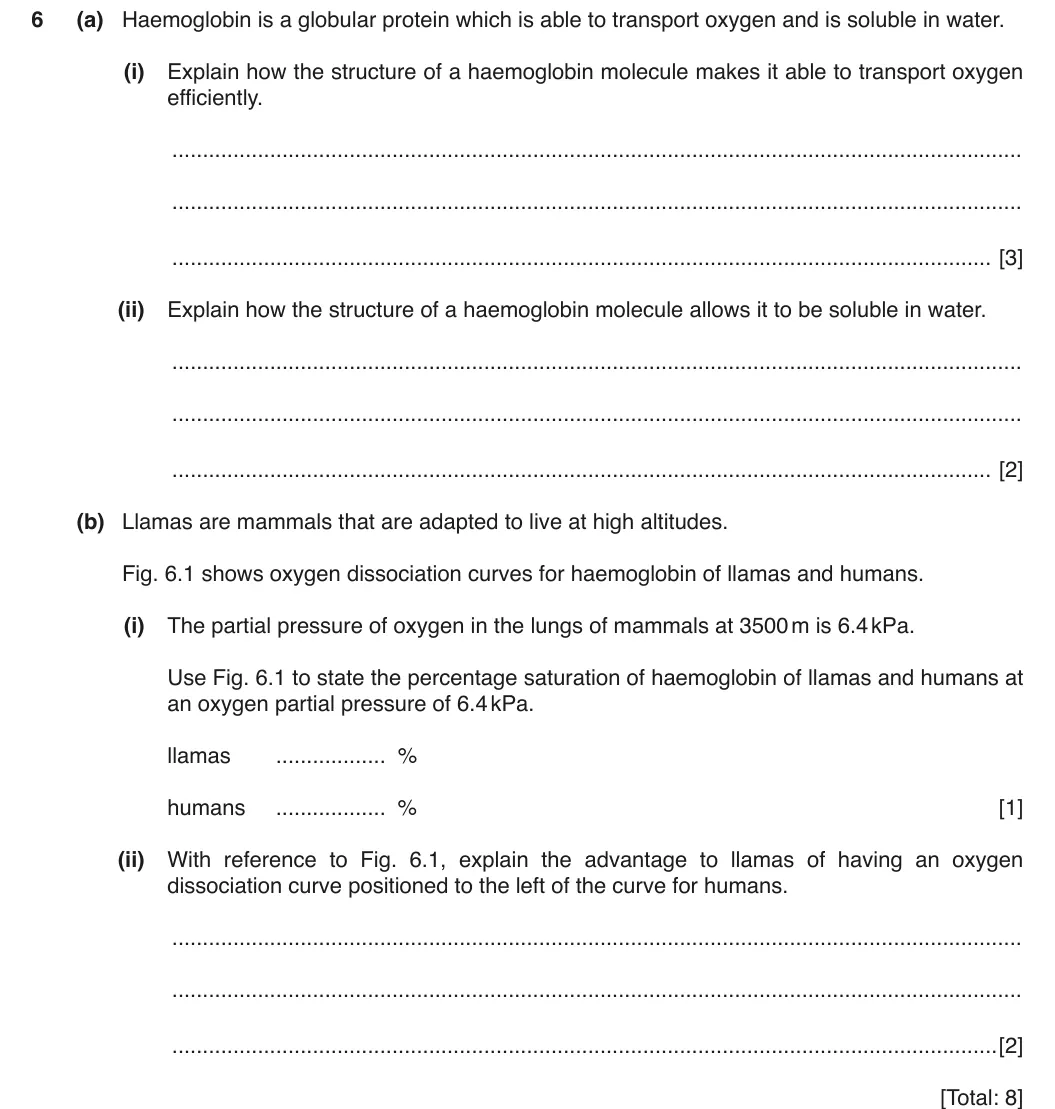 6 (a) Haemoglobin is a globular protein which is able to transport oxygen and is soluble in water.
(i) Explain how the structure of a haemoglobin molecule makes it able to transport oxygen
efficiently.
..........................................................................................................................................
..........................................................................................................................................
..................................................................................................................................... [3]
(ii) Explain how the structure of a haemoglobin molecule allows it to be soluble in water.
..........................................................................................................................................
..........................................................................................................................................
..................................................................................................................................... [2]
(b) Llamas are mammals that are adapted to live at high altitudes.
Fig. 6.1 shows oxygen dissociation curves for haemoglobin of llamas and humans.
(i) The partial pressure of oxygen in the lungs of mammals at 3500 m is 6.4 kPa.
Use Fig. 6.1 to state the percentage saturation of haemoglobin of llamas and humans at
an oxygen partial pressure of 6.4 kPa.
llamas .................. %
humans .................. % [1]
(ii) With reference to Fig. 6.1, explain the advantage to llamas of having an oxygen
dissociation curve positioned to the left of the curve for humans.
..........................................................................................................................................
..........................................................................................................................................
......................................................................................................................................[2]
[Total: 8]